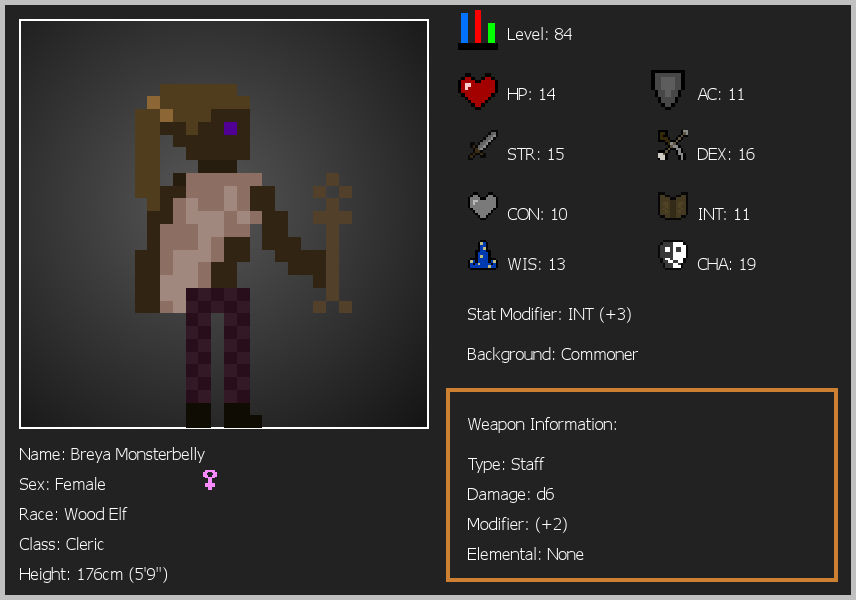 Level: 84
HP: 14
AC: 11
STR: 15
DEX: 16
CON: 10
INT: 11
WIS: 13
CHA: 19
Stat Modifier: INT (+3)
Background: Commoner
Weapon Information:
Type: Staff
Damage: d6
Modifier: (+2)
Elemental: None
Name: Breya Monsterbelly
Sex: Female
Race: Wood Elf
Class: Cleric
Height: 176cm (5'9")